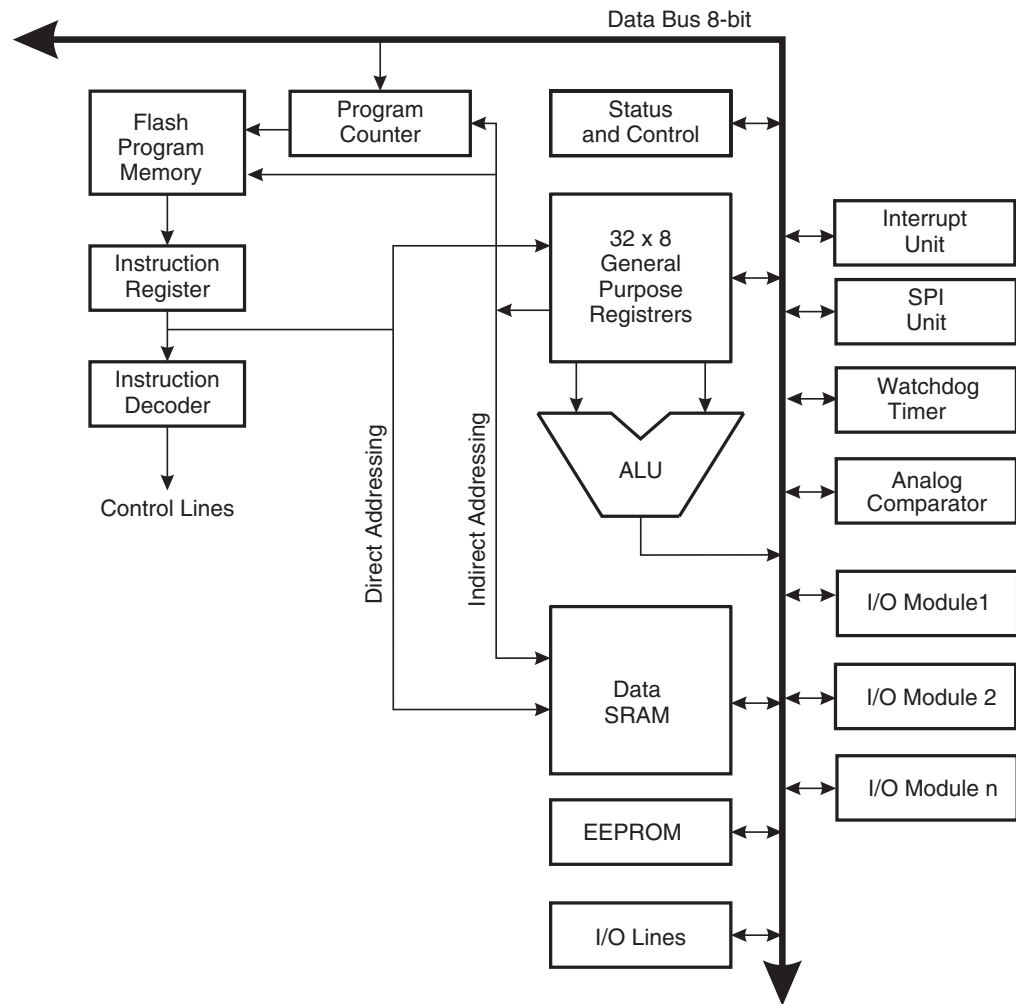 Data Bus 8-bit
Flash
Program
Memory
Program
Counter
Status
and Control
32 x 8
General
Purpose
Registrers
Interrupt
Unit
Instruction
Register
SPI
Unit
Instruction
Decoder
Watchdog
Timer
ALU
Analog
Comparator
Control Lines
Direct Addressing
Indirect Addressing
I/O Module1
Data
SRAM
I/O Module 2
I/O Module n
EEPROM
I/O Lines